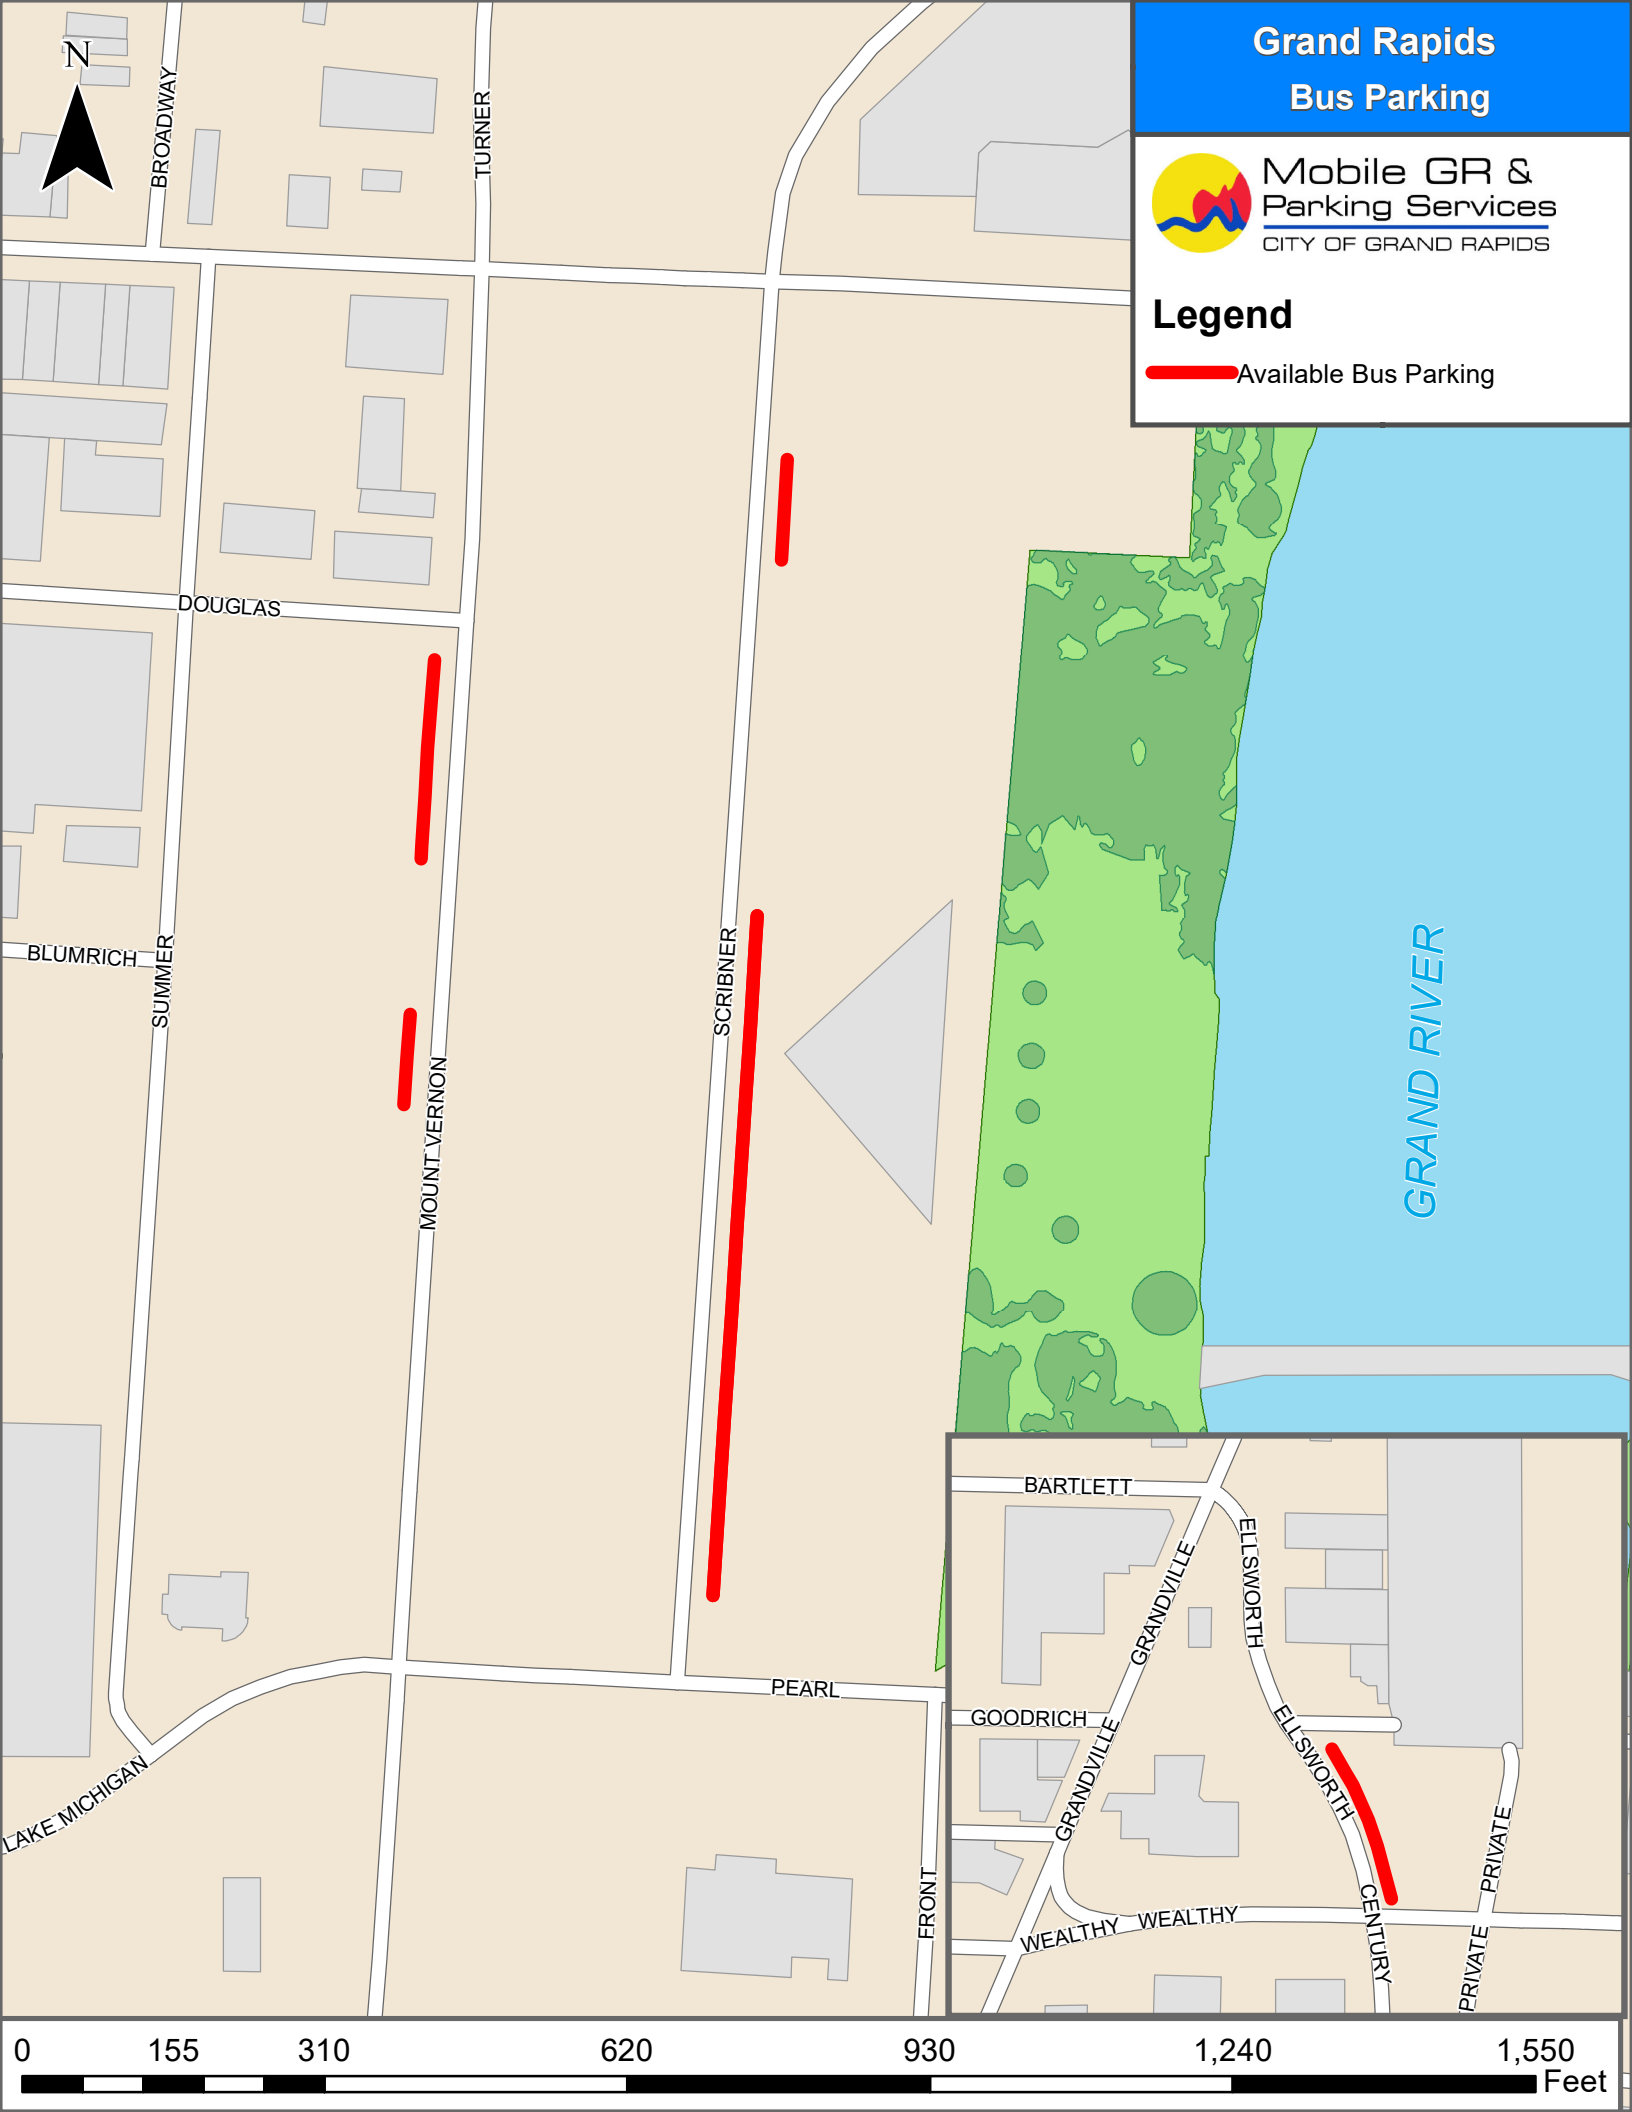 Grand Rapids
Bus Parking
Mobile GR &
Parking Services
CITY OF GRAND RAPIDS
Legend
Available Bus Parking
N
BROADWAY
TURNER
DOUGLAS
BLUMRICH
SUMMER
MOUNT VERNON
SCRIBNER
GRAND RIVER
PEARL
LAKE MICHIGAN
FRONT
BARTLETT
ELLSWORTH
GRANDVILLE
GOODRICH
GRANDVILLE
ELLSWORTH
PRIVATE
WEALTHY
WEALTHY
CENTURY
PRIVATE
0 155 310 620 930 1,240 1,550
Feet